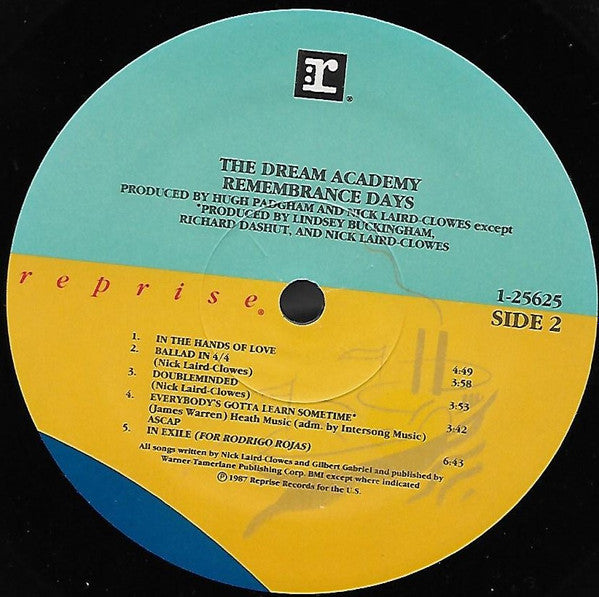 r
®
THE DREAM ACADEMY
REMEMBRANCE DAYS
PRODUCED BY HUGH PADGHAM AND NICK LAIRD-CLOWES except
*PRODUCED BY LINDSEY BUCKINGHAM,
RICHARD DASHUT, AND NICK LAIRD-CLOWES
reprise®
1-25625
SIDE 2
1. IN THE HANDS OF LOVE 4:49
2. BALLAD IN 4/4 3:58
(Nick Laird-Clowes)
3. DOUBLEMINDED 3:53
(Nick Laird-Clowes)
4. EVERYBODY'S GOTTA LEARN SOMETIME* 3:42
(James Warren) Heath Music (adm. by Intersong Music)
ASCAP
5. IN EXILE (FOR RODRIGO ROJAS) 6:43
All songs written by Nick Laird-Clowes and Gilbert Gabriel and published by
Warner-Tamerlane Publishing Corp. BMI except where indicated
℗ 1987 Reprise Records for the U.S.